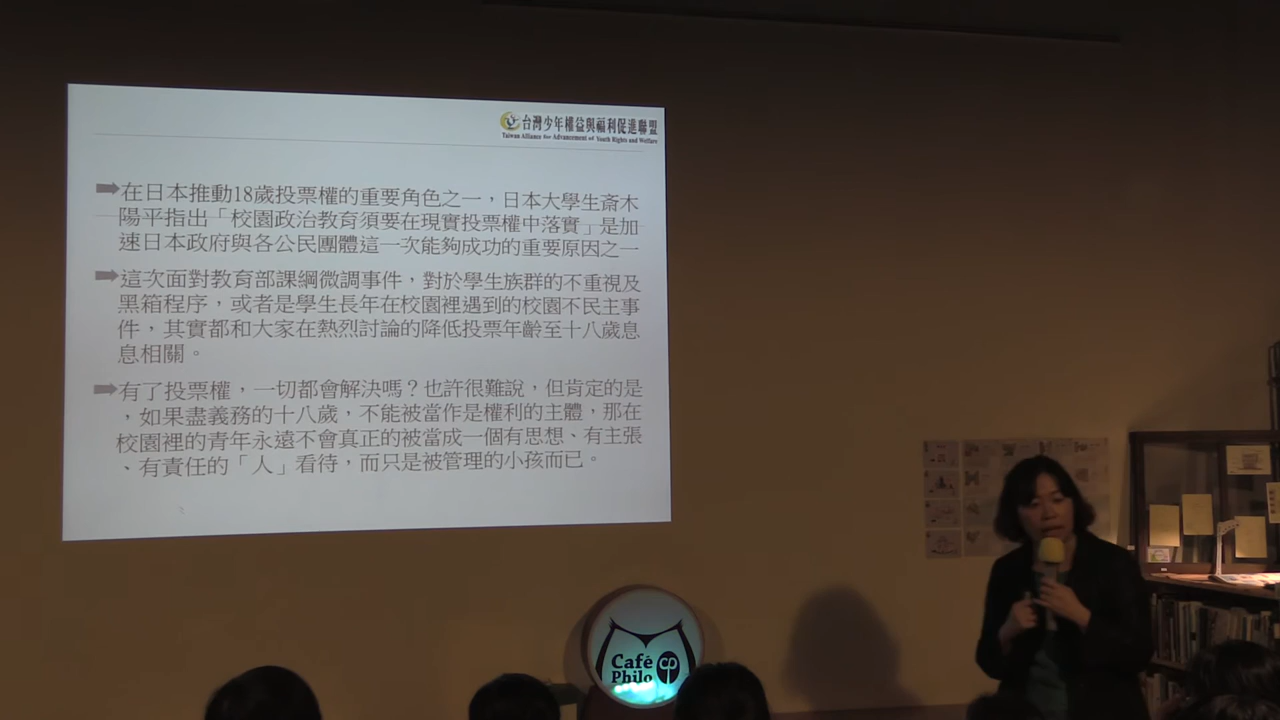 台灣少年權益與福利促進聯盟
Taiwan Alliance for Advancement of Youth Rights and Welfare
在日本推動18歲投票權的重要角色之一，日本大學生斎木
陽平指出「校園政治教育須要在現實投票權中落實」是加
速日本政府與各公民團體這一次能夠成功的重要原因之一
這次面對教育部課綱微調事件，對於學生族群的不重視及
黑箱程序，或者是學生長年在校園裡遇到的校園不民主事
件，其實都和大家在熱烈討論的降低投票年齡至十八歲息
息相關。
有了投票權，一切都會解決嗎？也許很難說，但肯定的是
，如果盡義務的十八歲，不能被當作是權利的主體，那在
校園裡的青年永遠不會真正的被當成一個有思想、有主張
、有責任的「人」看待，而只是被管理的小孩而已。
Café
Philo